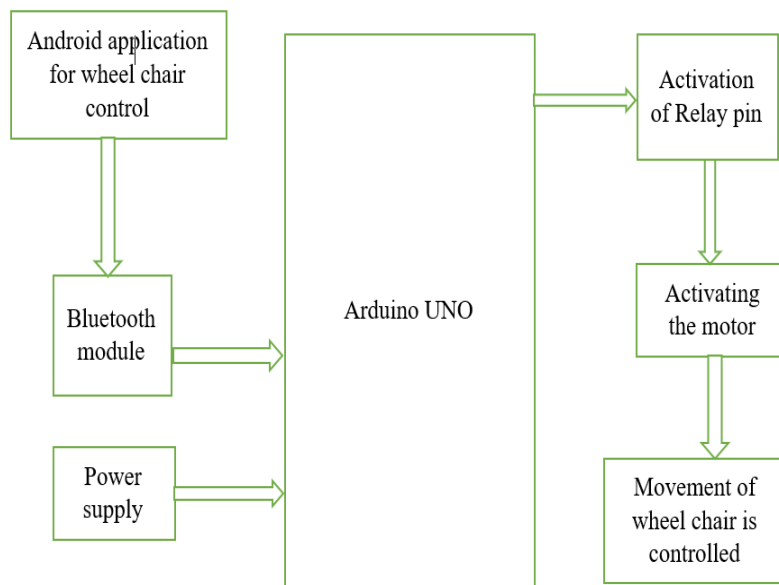 Android application
for wheel chair
control
Bluetooth
module
Power
supply
Arduino UNO
Activation
of Relay pin
Activating
the motor
Movement of
wheel chair is
controlled